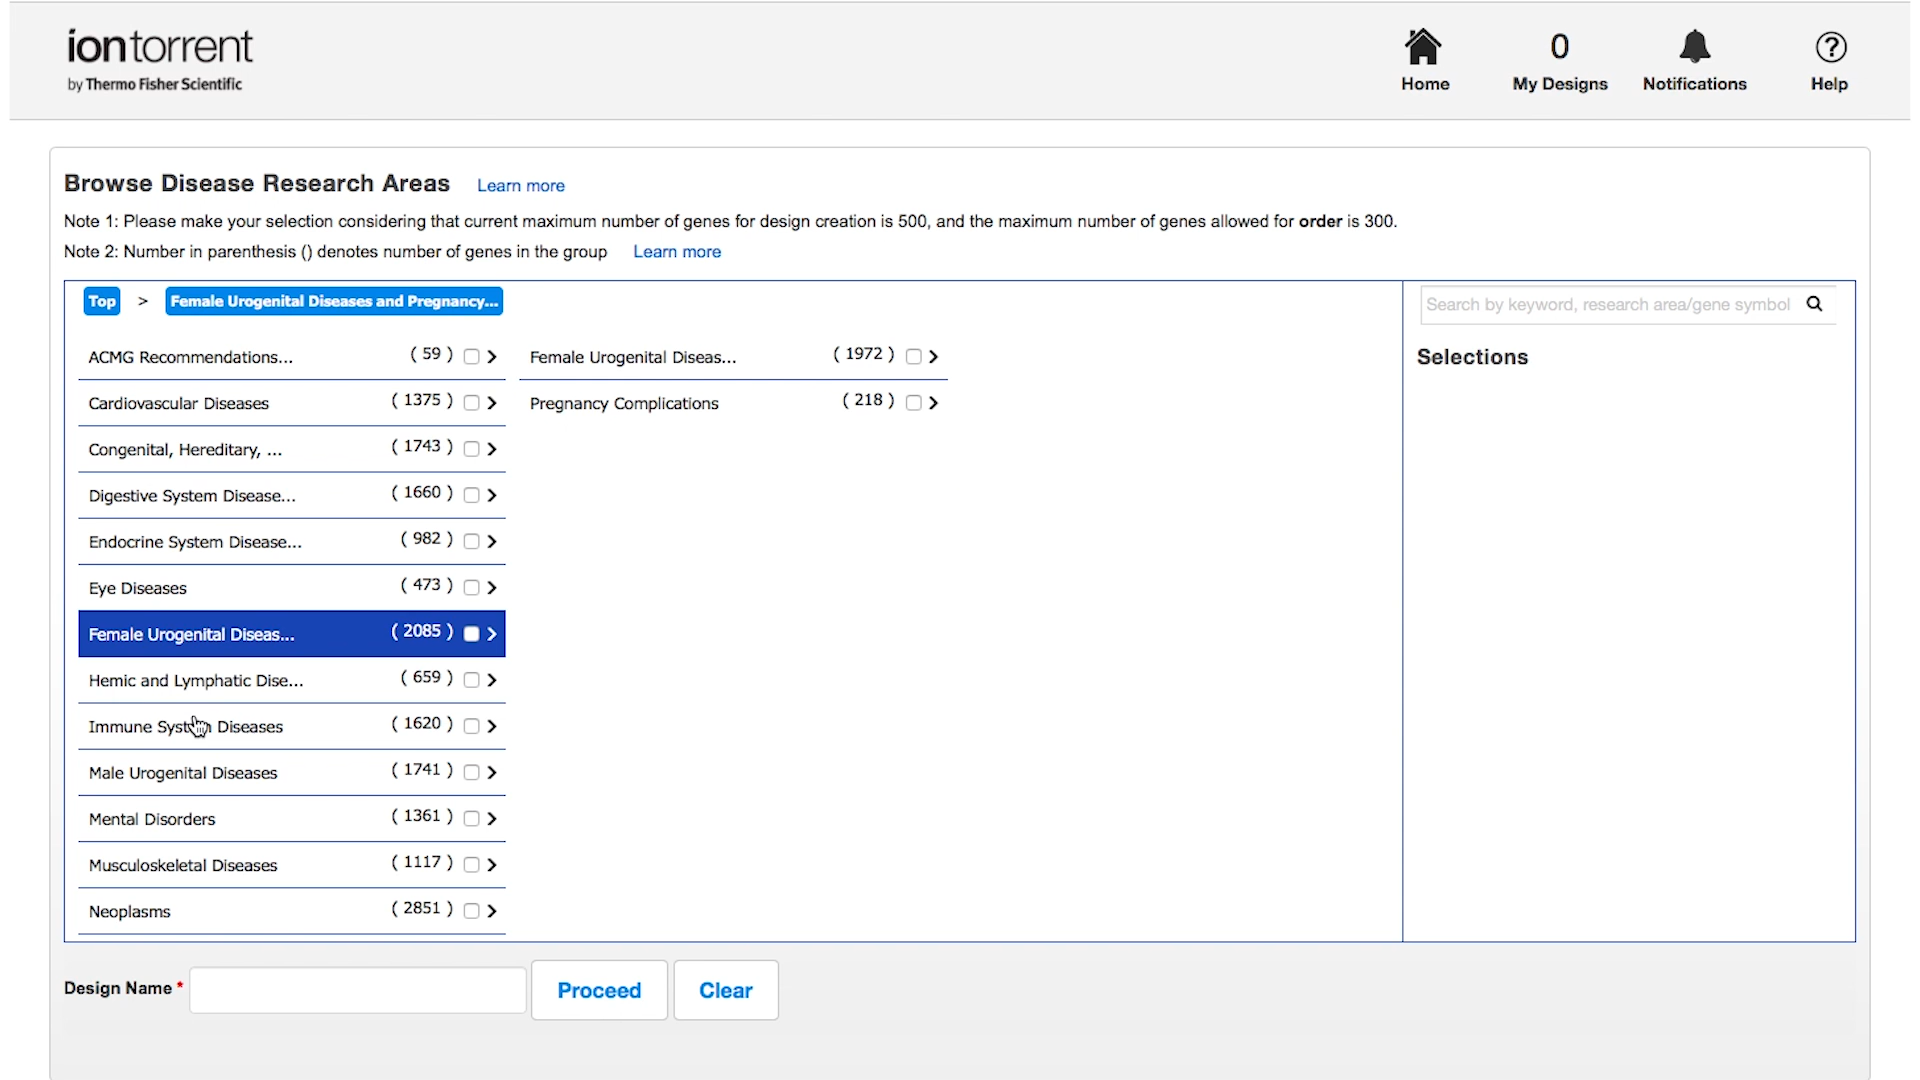 iontorrent
by Thermo Fisher Scientific
Home
0
My Designs
Notifications
?
Help
Browse Disease Research Areas Learn more
Note 1: Please make your selection considering that current maximum number of genes for design creation is 500, and the maximum number of genes allowed for order is 300.
Note 2: Number in parenthesis () denotes number of genes in the group Learn more
Top > Female Urogenital Diseases and Pregnancy...
ACMG Recommendations... ( 59 )
Cardiovascular Diseases ( 1375 )
Congenital, Hereditary, ... ( 1743 )
Digestive System Disease... ( 1660 )
Endocrine System Disease... ( 982 )
Eye Diseases ( 473 )
Female Urogenital Diseas... ( 2085 )
Hemic and Lymphatic Dise... ( 659 )
Immune System Diseases ( 1620 )
Male Urogenital Diseases ( 1741 )
Mental Disorders ( 1361 )
Musculoskeletal Diseases ( 1117 )
Neoplasms ( 2851 )
Female Urogenital Diseas... ( 1972 )
Pregnancy Complications ( 218 )
Search by keyword, research area/gene symbol
Selections
Design Name *
Proceed
Clear